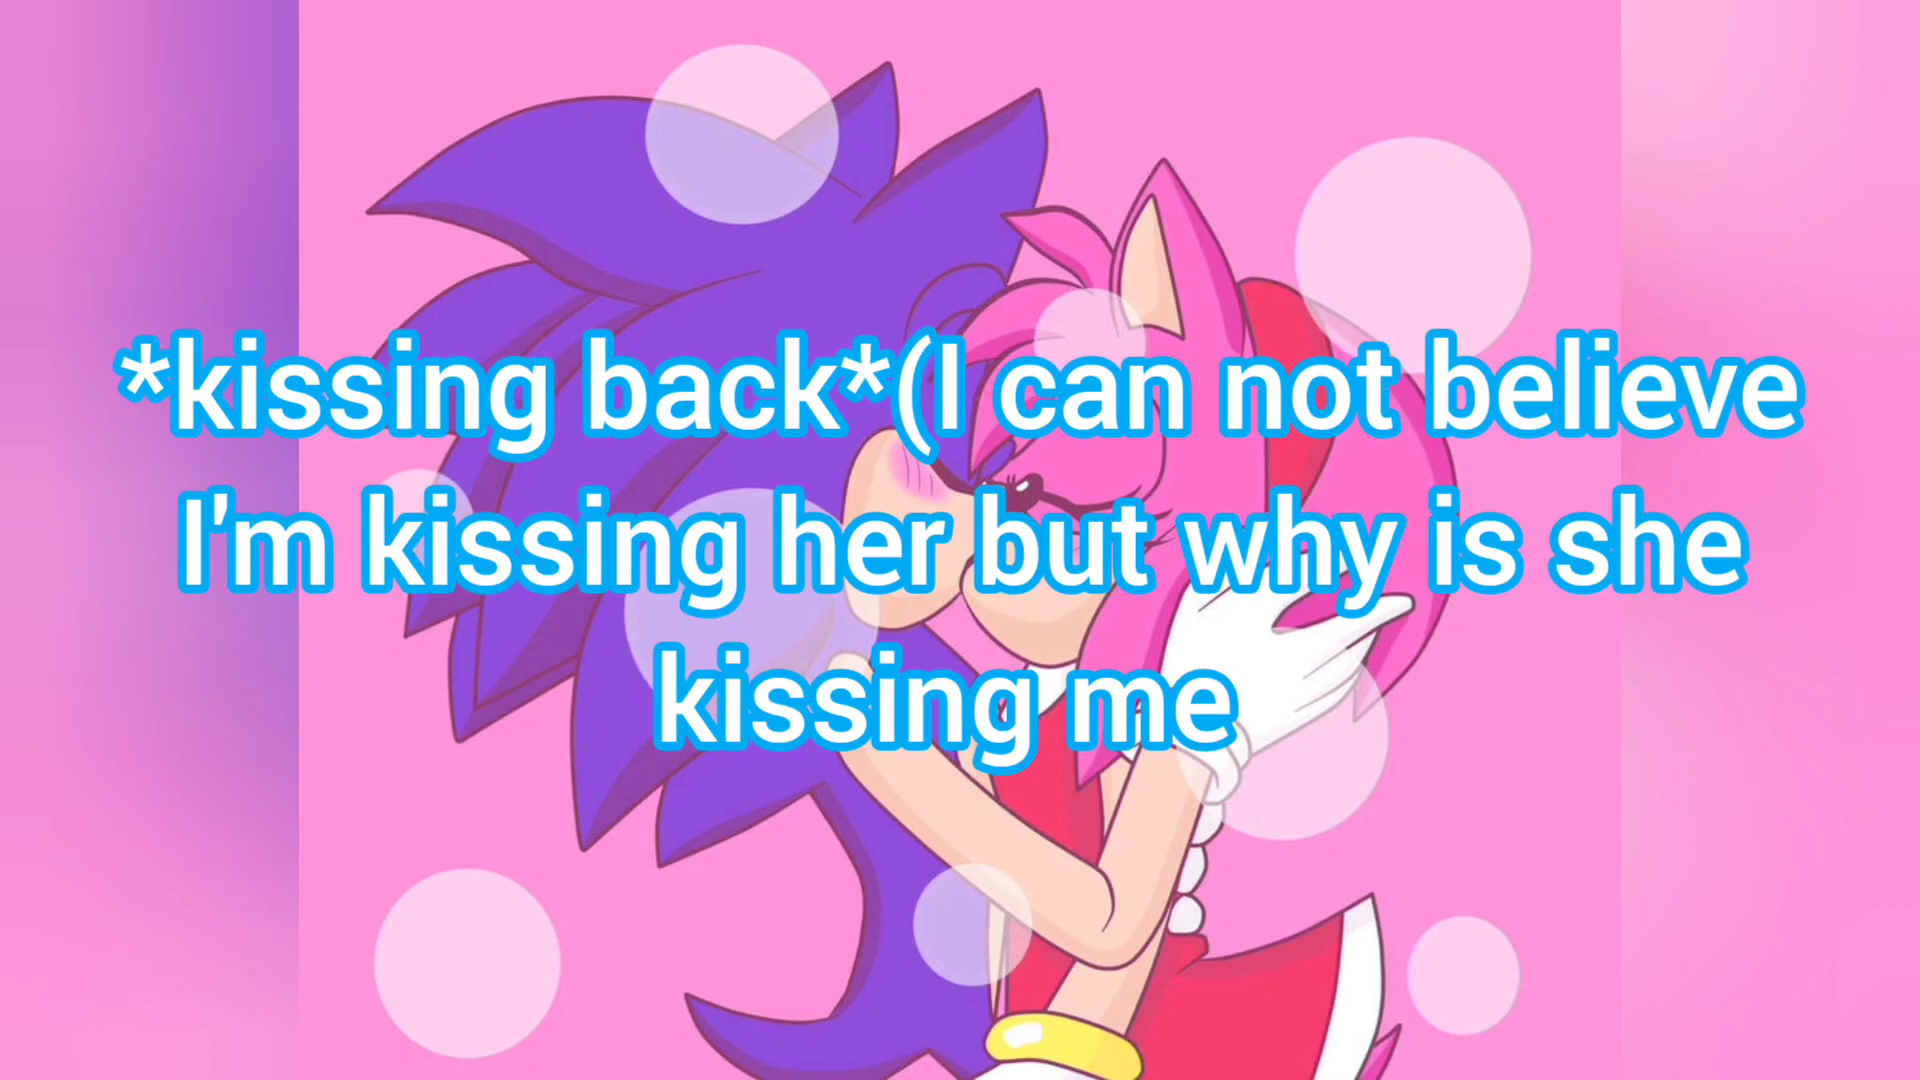 *kissing back*(I can not believe
I'm kissing her but why is she
kissing me